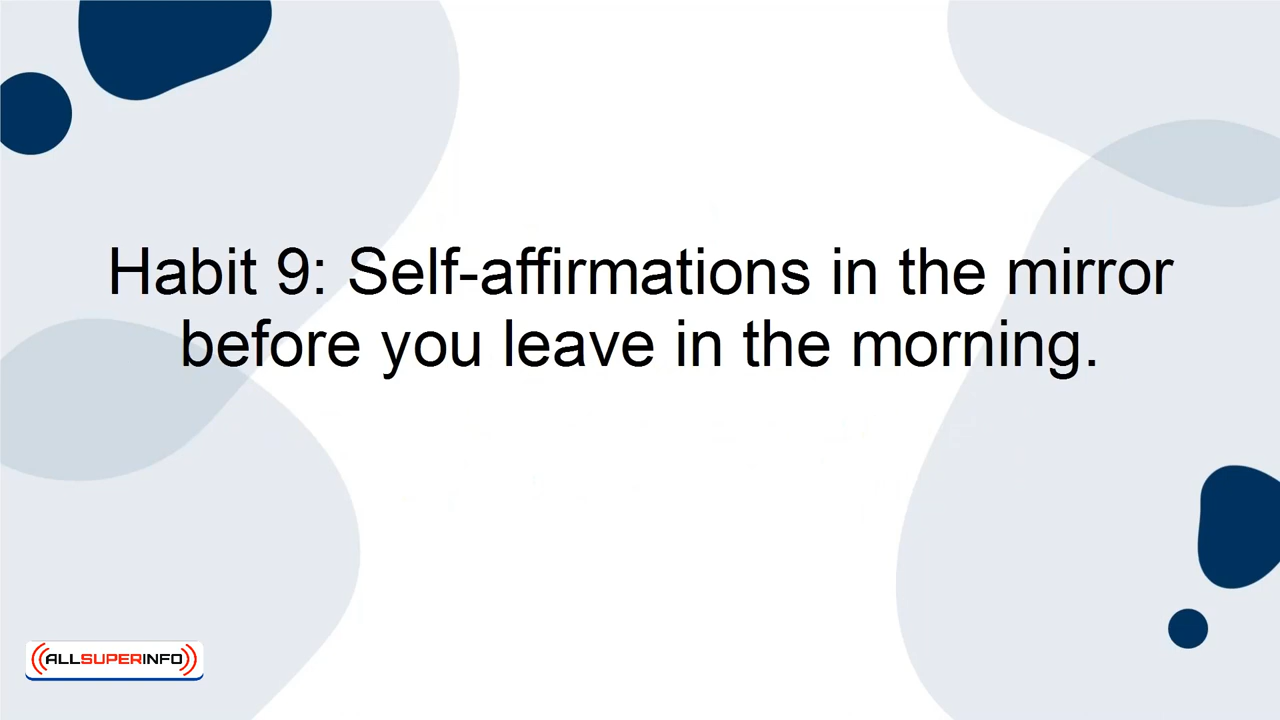 Habit 9: Self-affirmations in the mirror
before you leave in the morning.
ALLSUPERINFO